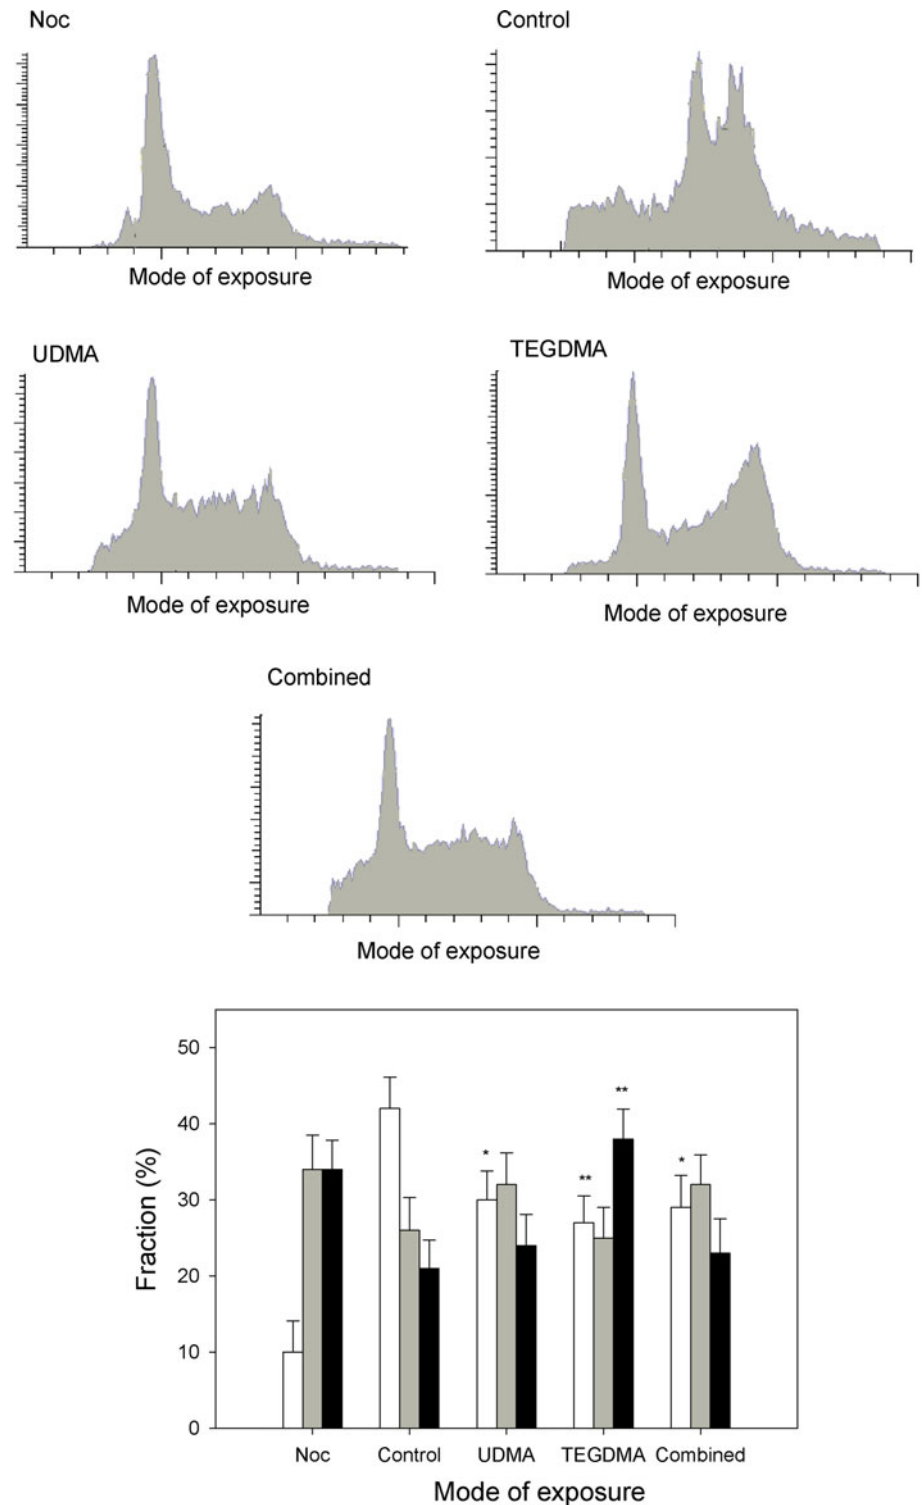 Noc
Control
Mode of exposure
Mode of exposure
UDMA
TEGDMA
Mode of exposure
Mode of exposure
Combined
Mode of exposure
50
40
30
20
10
0
Fraction (%)
*
**
**
*
Noc Control UDMA TEGDMA Combined
Mode of exposure